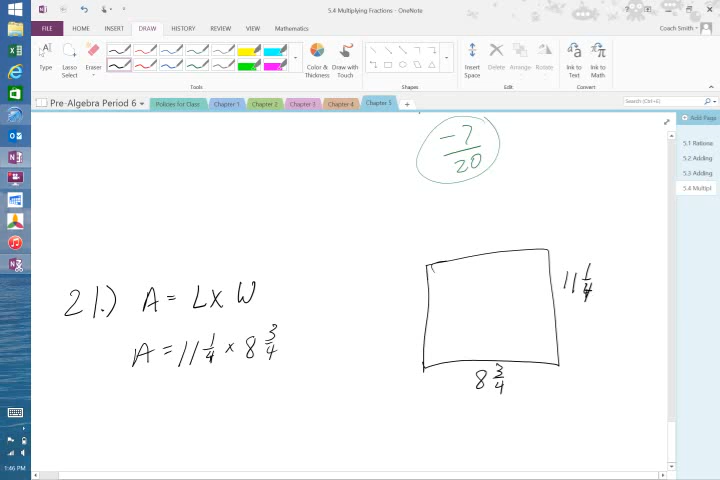 5.4 Multiplying Fractions - OneNote
FILE HOME INSERT DRAW HISTORY REVIEW VIEW Mathematics
Coach Smith
Type Lasso Select Eraser
Color & Thickness Draw with Touch
Insert Space Delete Arrange Rotate
Ink to Text Ink to Math
Tools Shapes Edit Convert
Pre-Algebra Period 6 Policies for Class Chapter 1 Chapter 2 Chapter 3 Chapter 4 Chapter 5 +
Search (Ctrl+E)
Add Page
5.1 Rationa
5.2 Adding
5.3 Adding
5.4 Multipl
-7/20
21.) A = L x W
A = 11 1/4 x 8 3/4
11 1/4
8 3/4
1:46 PM